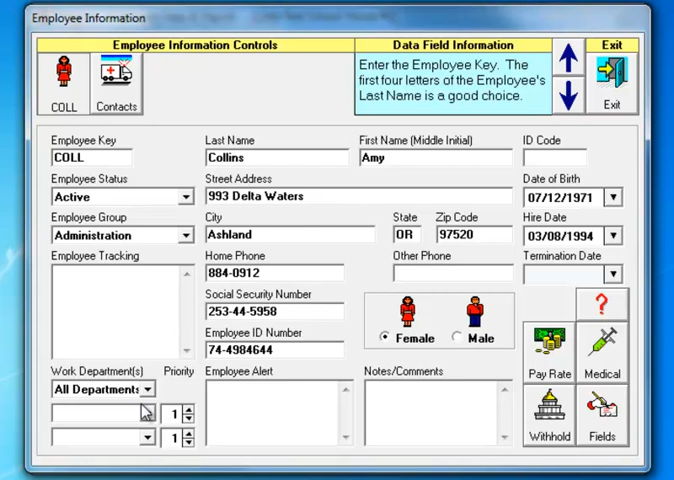 Employee Information
Employee Information Controls
Data Field Information
Exit
COLL
Contacts
Enter the Employee Key. The
first four letters of the Employee's
Last Name is a good choice.
Exit
Employee Key
Last Name
First Name (Middle Initial)
ID Code
COLL
Collins
Amy
Employee Status
Street Address
Date of Birth
Active
993 Delta Waters
07/12/1971
Employee Group
City
State
Zip Code
Hire Date
Administration
Ashland
OR
97520
03/08/1994
Employee Tracking
Home Phone
Other Phone
Termination Date
884-0912
Social Security Number
253-44-5958
?
Employee ID Number
Female
Male
74-4984644
Pay Rate
Medical
Work Department(s)
Priority
Employee Alert
Notes/Comments
All Departments
1
1
Withhold
Fields